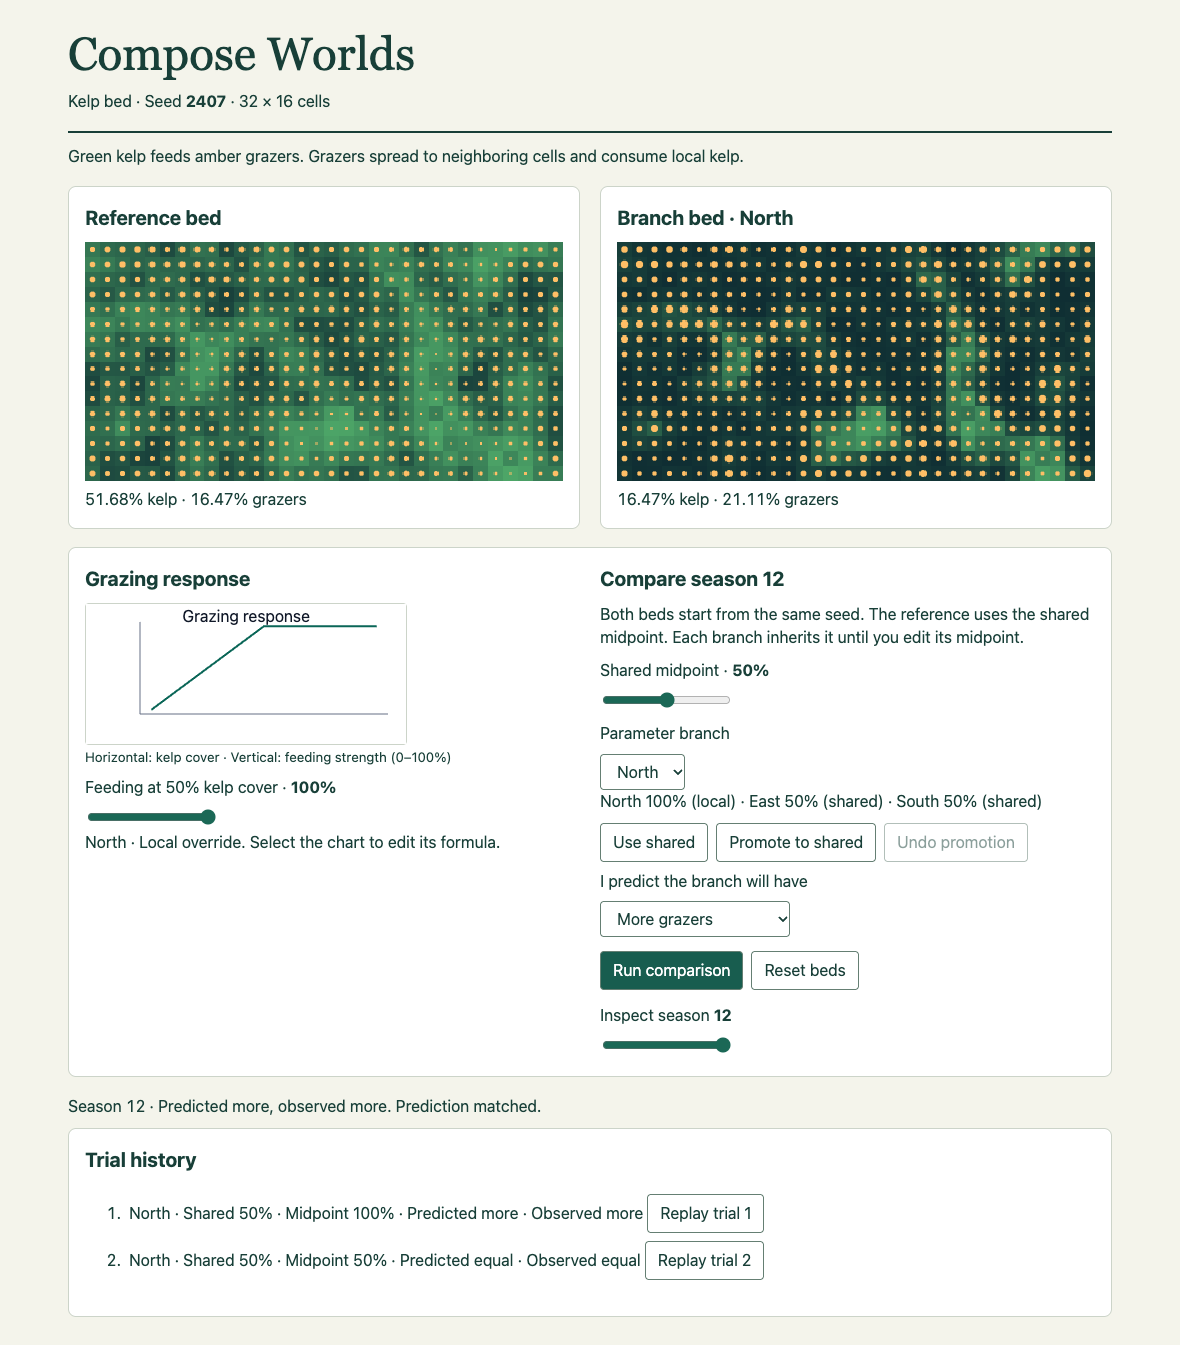 Compose Worlds
Kelp bed · Seed 2407 · 32 × 16 cells
Green kelp feeds amber grazers. Grazers spread to neighboring cells and consume local kelp.
Reference bed
51.68% kelp · 16.47% grazers
Branch bed · North
16.47% kelp · 21.11% grazers
Grazing response
Grazing response
Horizontal: kelp cover · Vertical: feeding strength (0–100%)
Feeding at 50% kelp cover · 100%
North · Local override. Select the chart to edit its formula.
Compare season 12
Both beds start from the same seed. The reference uses the shared
midpoint. Each branch inherits it until you edit its midpoint.
Shared midpoint · 50%
Parameter branch
North
North 100% (local) · East 50% (shared) · South 50% (shared)
Use shared Promote to shared Undo promotion
I predict the branch will have
More grazers
Run comparison Reset beds
Inspect season 12
Season 12 · Predicted more, observed more. Prediction matched.
Trial history
1. North · Shared 50% · Midpoint 100% · Predicted more · Observed more Replay trial 1
2. North · Shared 50% · Midpoint 50% · Predicted equal · Observed equal Replay trial 2